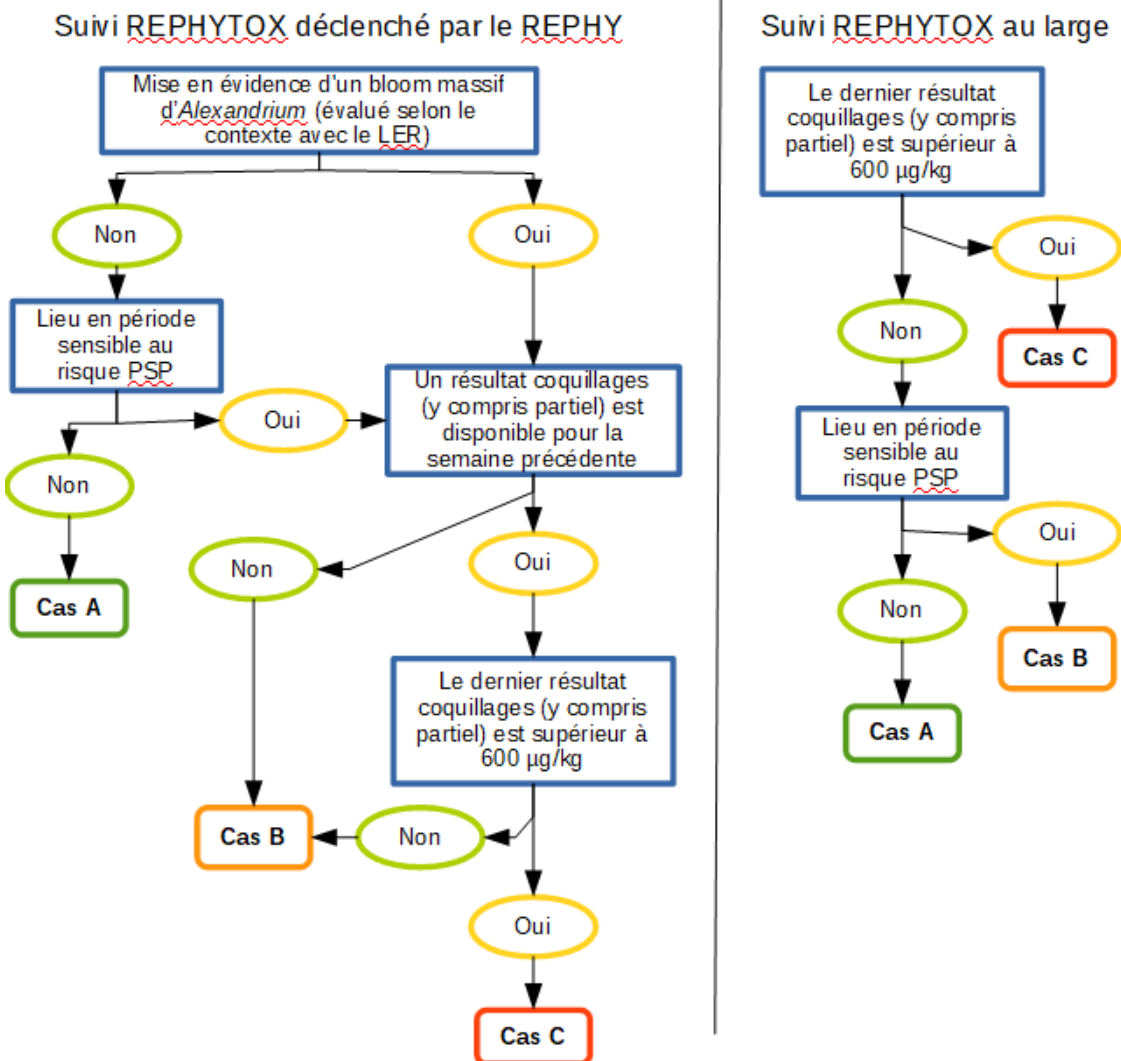 Suivi REPHYTOX déclenché par le REPHY
Mise en évidence d'un bloom massif
d'Alexandrium (évalué selon le
contexte avec le LER)
Non
Oui
Lieu en période
sensible au
risque PSP
Oui
Un résultat coquillages
(y compris partiel) est
disponible pour la
semaine précédente
Non
Cas A
Non
Oui
Le dernier résultat
coquillages (y compris
partiel) est supérieur à
600 µg/kg
Cas B
Non
Oui
Cas C
Suivi REPHYTOX au large
Le dernier résultat
coquillages (y compris
partiel) est supérieur à
600 µg/kg
Oui
Non
Cas C
Lieu en période
sensible au
risque PSP
Oui
Non
Cas B
Cas A